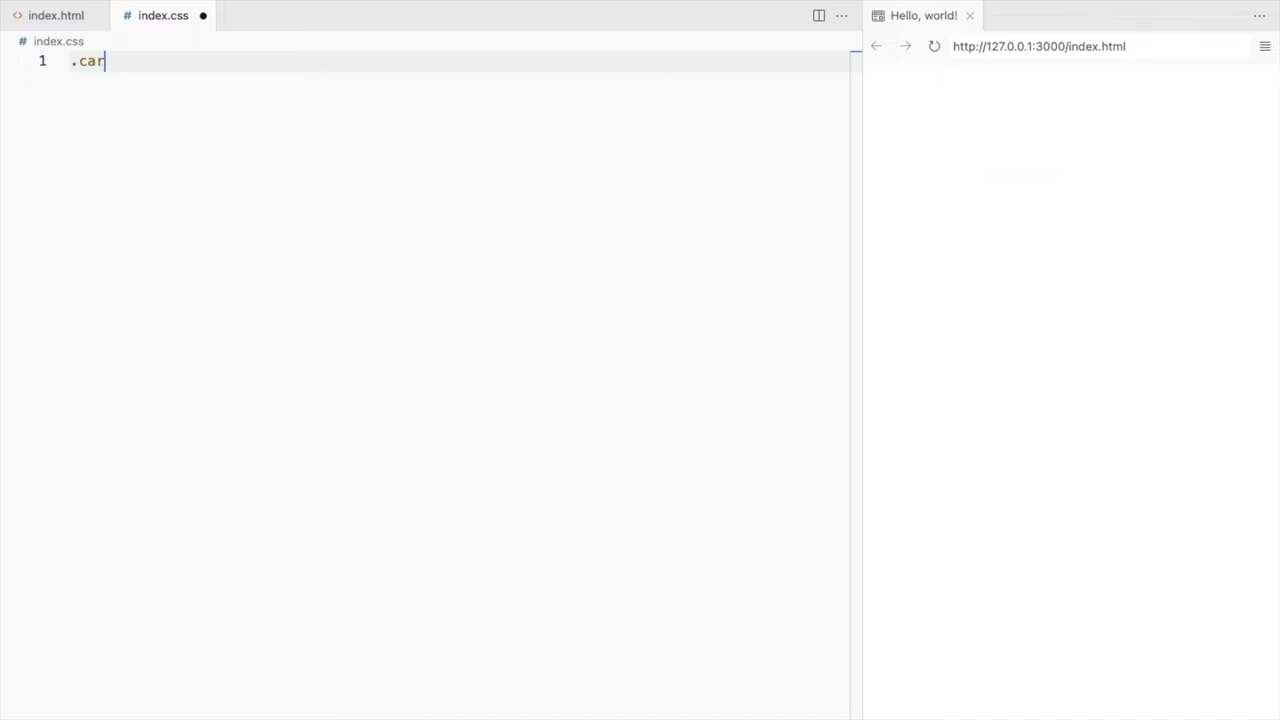 index.html
index.css
Hello, world!
index.css
http://127.0.0.1:3000/index.html
1 .car